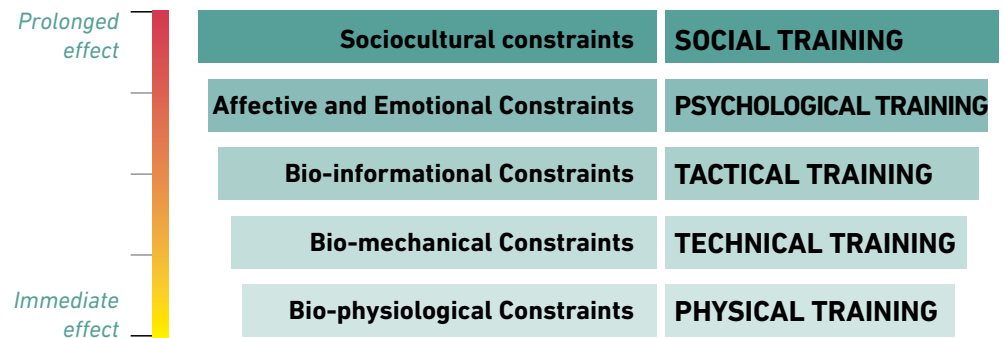 Prolonged
effect
Sociocultural constraints SOCIAL TRAINING
Affective and Emotional Constraints PSYCHOLOGICAL TRAINING
Bio-informational Constraints TACTICAL TRAINING
Bio-mechanical Constraints TECHNICAL TRAINING
Bio-physiological Constraints PHYSICAL TRAINING
Immediate
effect